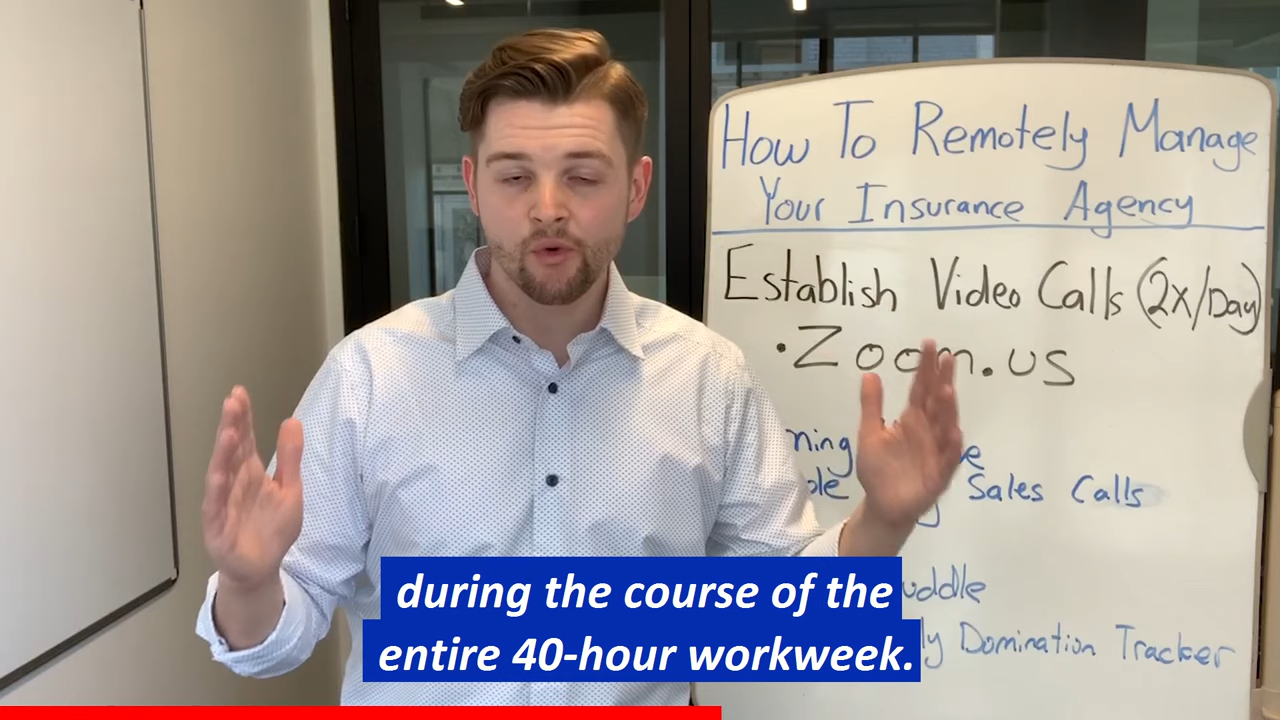 How To Remotely Manage
Your Insurance Agency
Establish Video Calls (2x/Day)
• Zoom.us
Sales Calls
Domination Tracker
during the course of the
entire 40-hour workweek.